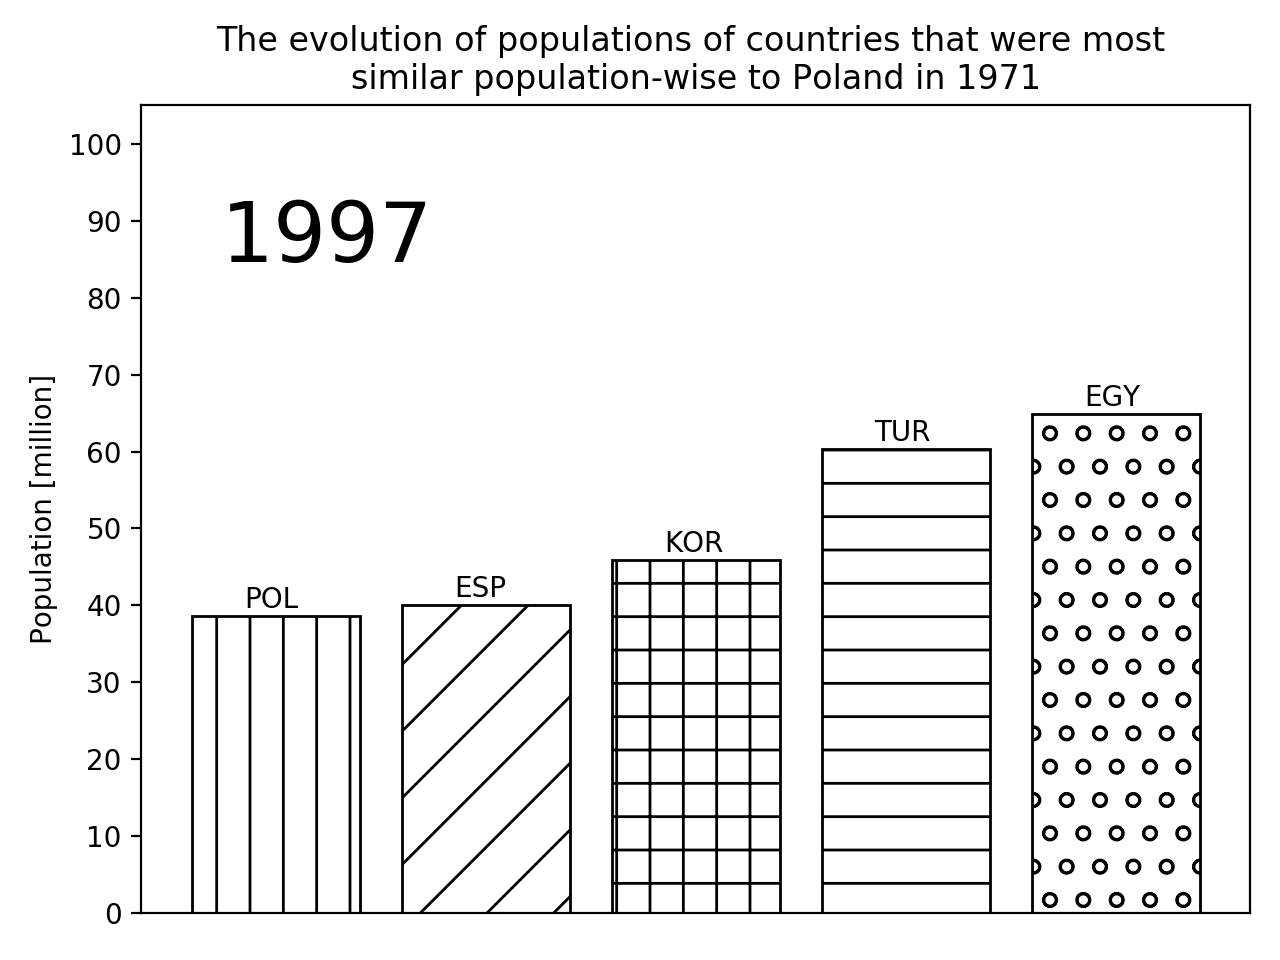 The evolution of populations of countries that were most
similar population-wise to Poland in 1971
1997
Population [million]
100
90
80
70
60
50
40
30
20
10
0
POL
ESP
KOR
TUR
EGY